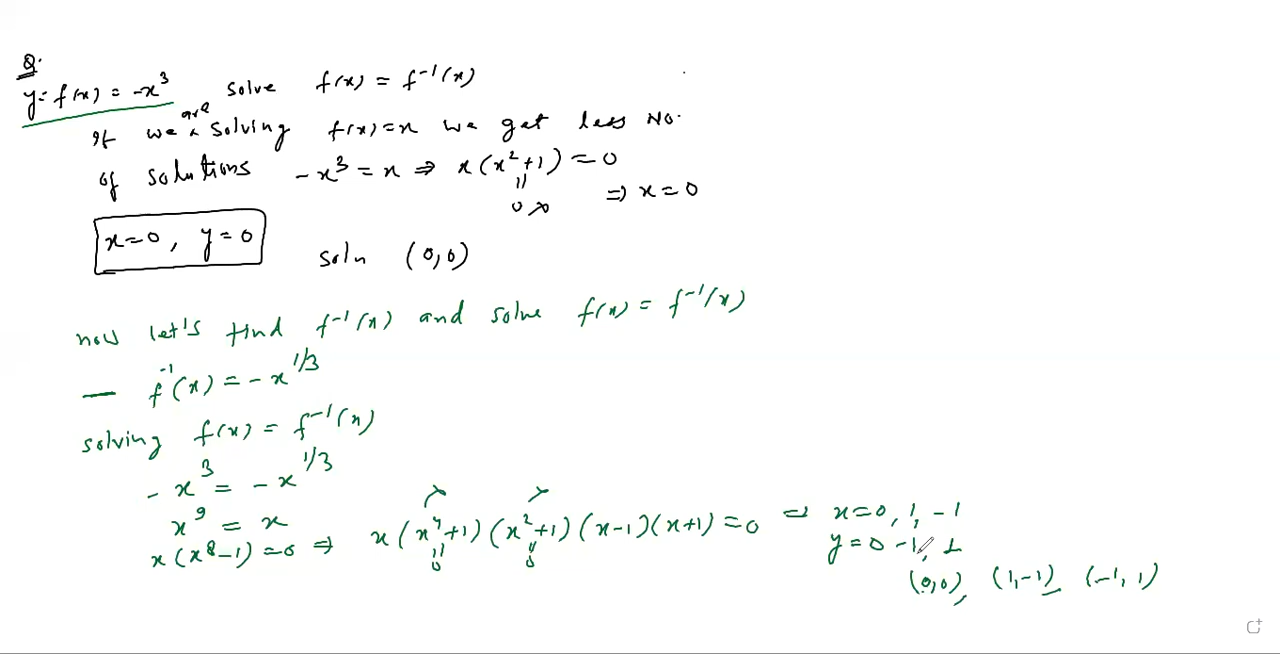 Q.
y = f(x) = -x³ solve f(x) = f⁻¹(x)
If we are solving f(x) = x we get less No.
of solutions -x³ = x ⇒ x(x²+1) = 0
|| 
0 × ⇒ x = 0
x=0, y=0 soln (0,0)
now let's find f⁻¹(x) and solve f(x) = f⁻¹(x)
— f⁻¹(x) = -x^1/3
solving f(x) = f⁻¹(x)
-x³ = -x^1/3
x⁹ = x
x(x⁸-1) = 0 ⇒ x(x⁴+1)(x²+1)(x-1)(x+1) = 0 ⇒ x=0, 1, -1
y=0 -1, 1
(0,0), (1,-1), (-1,1)